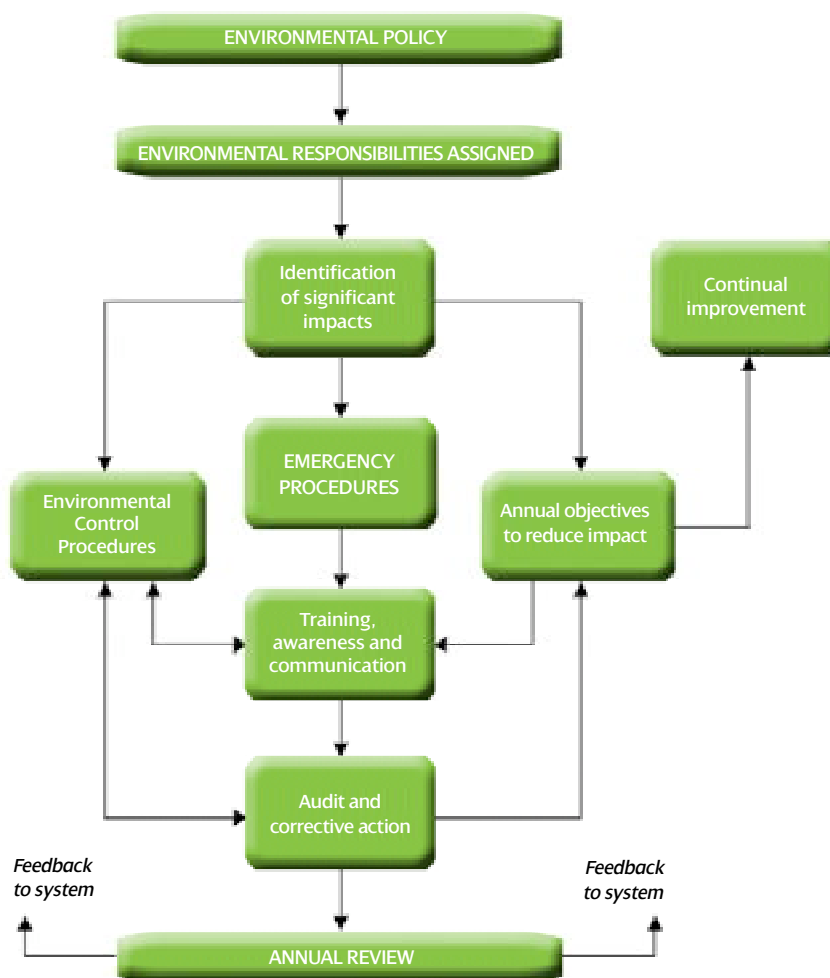 ENVIRONMENTAL POLICY
ENVIRONMENTAL RESPONSIBILITIES ASSIGNED
Identification
of significant
impacts
Continual
improvement
EMERGENCY
PROCEDURES
Environmental
Control
Procedures
Annual objectives
to reduce impact
Training,
awareness and
communication
Audit and
corrective action
Feedback
to system
Feedback
to system
ANNUAL REVIEW